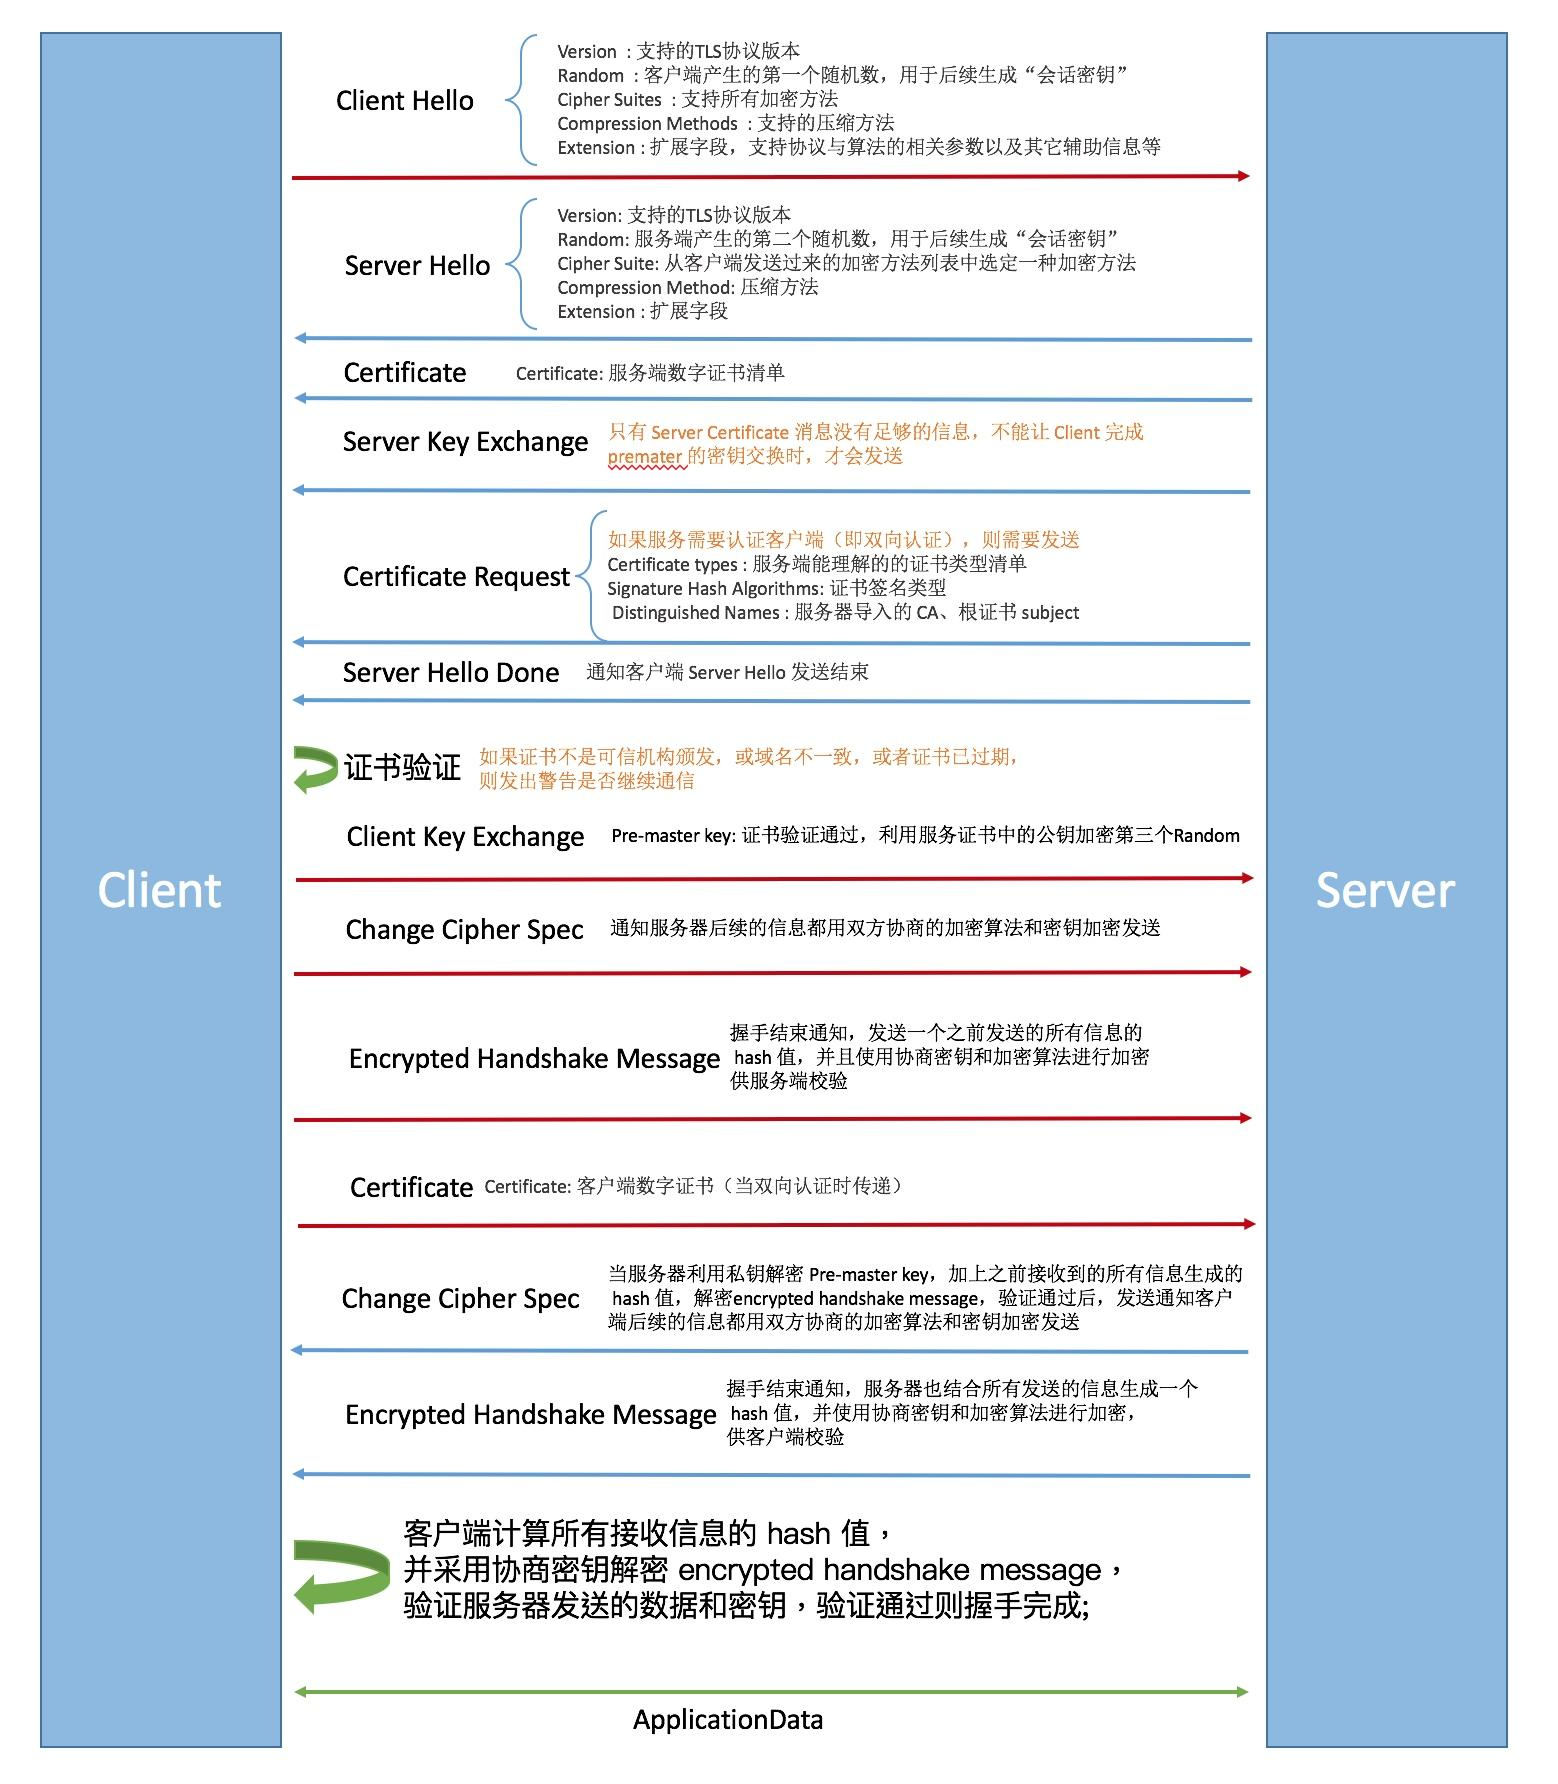 Client
Server
Client Hello
Version : 支持的TLS协议版本
Random : 客户端产生的第一个随机数，用于后续生成“会话密钥”
Cipher Suites : 支持所有加密方法
Compression Methods : 支持的压缩方法
Extension : 扩展字段，支持协议与算法的相关参数以及其它辅助信息等
Server Hello
Version: 支持的TLS协议版本
Random: 服务端产生的第二个随机数，用于后续生成“会话密钥”
Cipher Suite: 从客户端发送过来的加密方法列表中选定一种加密方法
Compression Method: 压缩方法
Extension : 扩展字段
Certificate
Certificate: 服务端数字证书清单
Server Key Exchange
只有 Server Certificate 消息没有足够的信息，不能让 Client 完成
premater 的密钥交换时，才会发送
Certificate Request
如果服务需要认证客户端（即双向认证），则需要发送
Certificate types : 服务端能理解的的证书类型清单
Signature Hash Algorithms: 证书签名类型
Distinguished Names : 服务器导入的 CA、根证书 subject
Server Hello Done
通知客户端 Server Hello 发送结束
证书验证
如果证书不是可信机构颁发，或域名不一致，或者证书已过期，
则发出警告是否继续通信
Client Key Exchange
Pre-master key: 证书验证通过，利用服务证书中的公钥加密第三个Random
Change Cipher Spec
通知服务器后续的信息都用双方协商的加密算法和密钥加密发送
Encrypted Handshake Message
握手结束通知，发送一个之前发送的所有信息的
hash 值，并且使用协商密钥和加密算法进行加密
供服务端校验
Certificate
Certificate: 客户端数字证书（当双向认证时传递）
Change Cipher Spec
当服务器利用私钥解密 Pre-master key，加上之前接收到的所有信息生成的
hash 值，解密encrypted handshake message，验证通过后，发送通知客户
端后续的信息都用双方协商的加密算法和密钥加密发送
Encrypted Handshake Message
握手结束通知，服务器也结合所有发送的信息生成一个
hash 值，并使用协商密钥和加密算法进行加密，
供客户端校验
客户端计算所有接收信息的 hash 值，
并采用协商密钥解密 encrypted handshake message，
验证服务器发送的数据和密钥，验证通过则握手完成;
ApplicationData